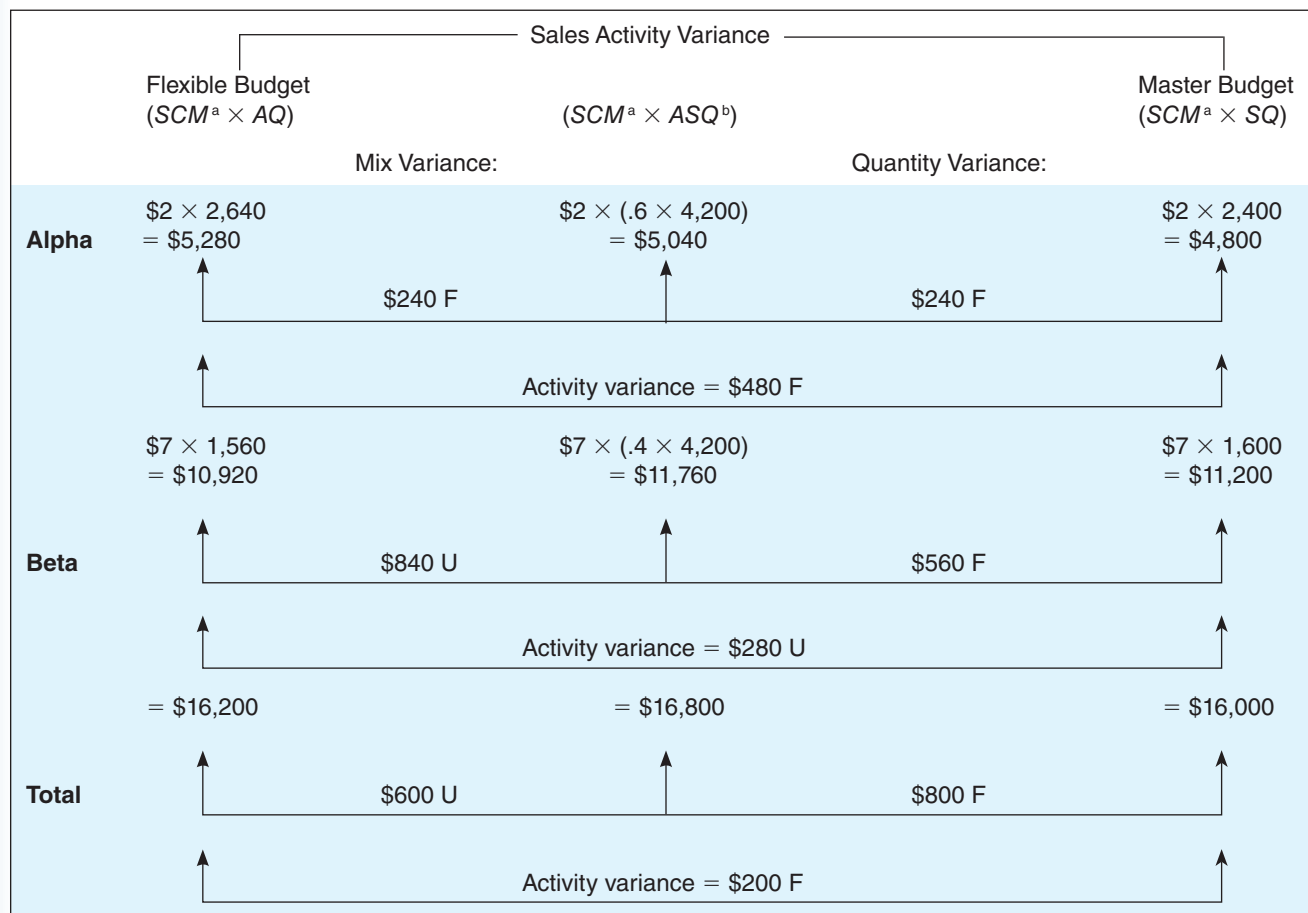 Sales Activity Variance
Flexible Budget Master Budget
(SCMᵃ × AQ) (SCMᵃ × ASQᵇ) (SCMᵃ × SQ)
Mix Variance: Quantity Variance:
$2 × 2,640 $2 × (.6 × 4,200) $2 × 2,400
Alpha = $5,280 = $5,040 = $4,800
$240 F $240 F
Activity variance = $480 F
$7 × 1,560 $7 × (.4 × 4,200) $7 × 1,600
= $10,920 = $11,760 = $11,200
Beta $840 U $560 F
Activity variance = $280 U
= $16,200 = $16,800 = $16,000
Total $600 U $800 F
Activity variance = $200 F